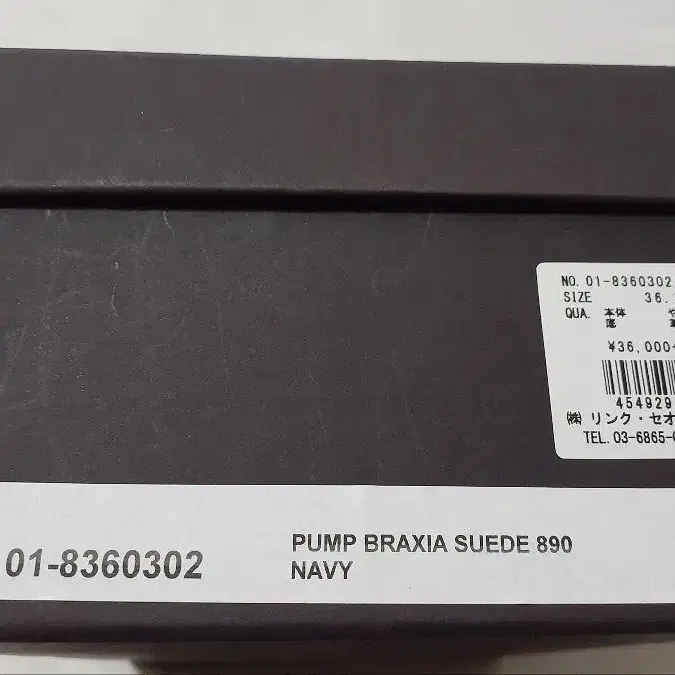 NO. 01-8360302
SIZE 36.
QUA. 本体
底
¥36,000+
454929
㈱ リンク・セオ
TEL. 03-6865-
01-8360302
PUMP BRAXIA SUEDE 890
NAVY